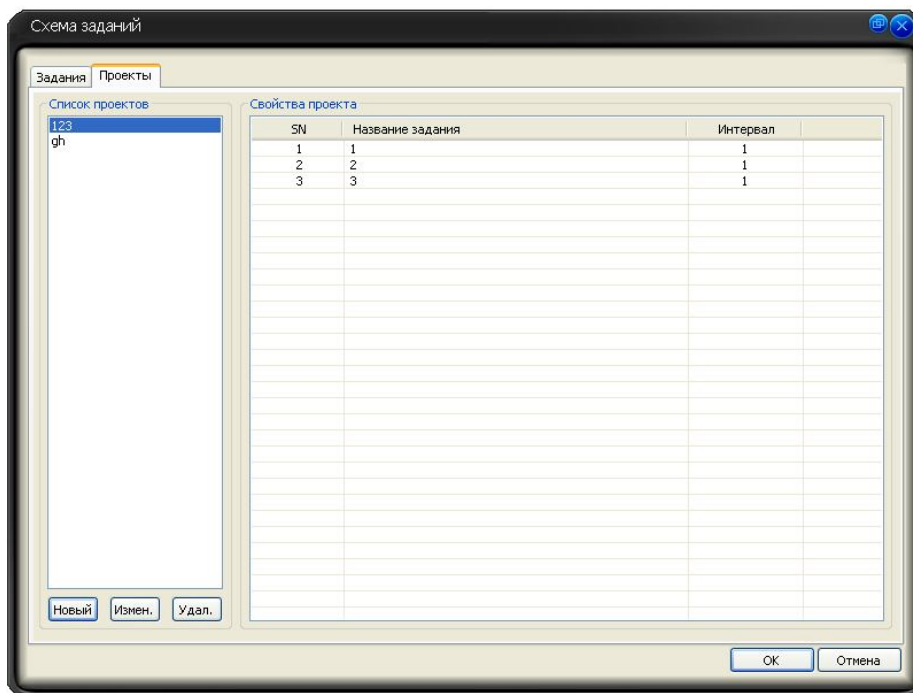 Схема заданий
Задания Проекты
Список проектов
123
gh
Свойства проекта
SN Название задания Интервал
1 1 1
2 2 1
3 3 1
Новый Измен. Удал.
ОК Отмена